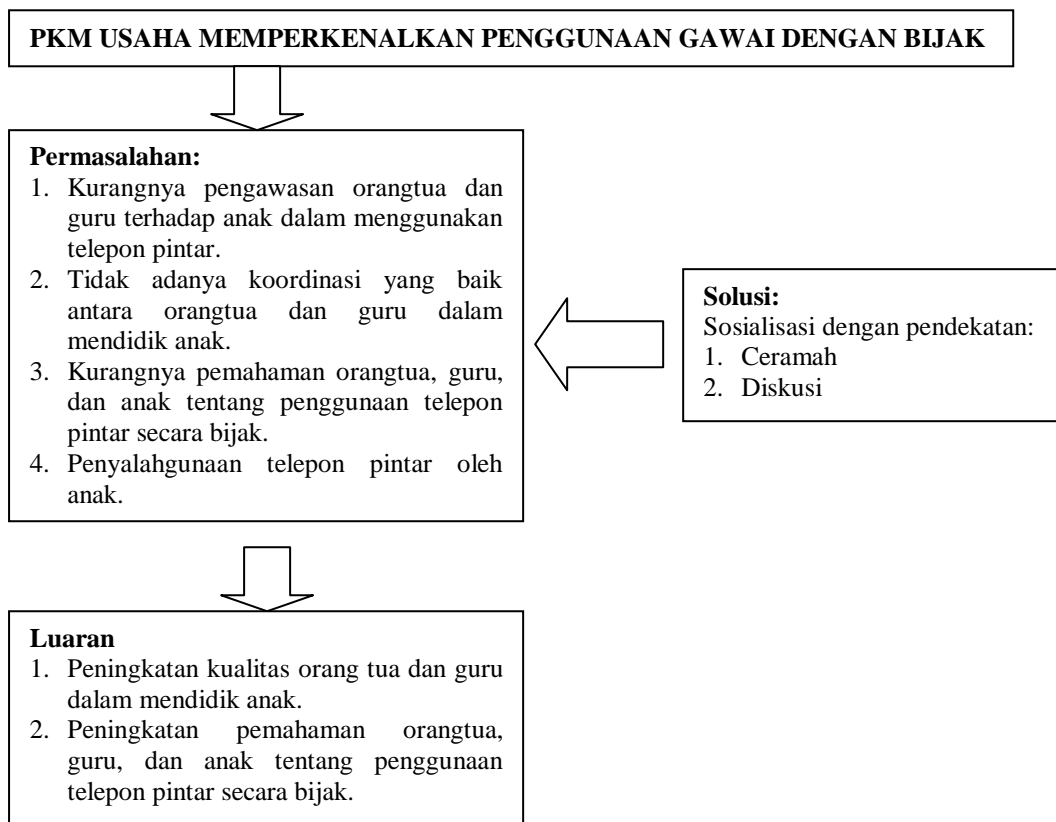 PKM USAHA MEMPERKENALKAN PENGGUNAAN GAWAI DENGAN BIJAK
Permasalahan:
1. Kurangnya pengawasan orangtua dan
guru terhadap anak dalam menggunakan
telepon pintar.
2. Tidak adanya koordinasi yang baik
antara orangtua dan guru dalam
mendidik anak.
3. Kurangnya pemahaman orangtua, guru,
dan anak tentang penggunaan telepon
pintar secara bijak.
4. Penyalahgunaan telepon pintar oleh
anak.
Solusi:
Sosialisasi dengan pendekatan:
1. Ceramah
2. Diskusi
Luaran
1. Peningkatan kualitas orang tua dan guru
dalam mendidik anak.
2. Peningkatan pemahaman orangtua,
guru, dan anak tentang penggunaan
telepon pintar secara bijak.